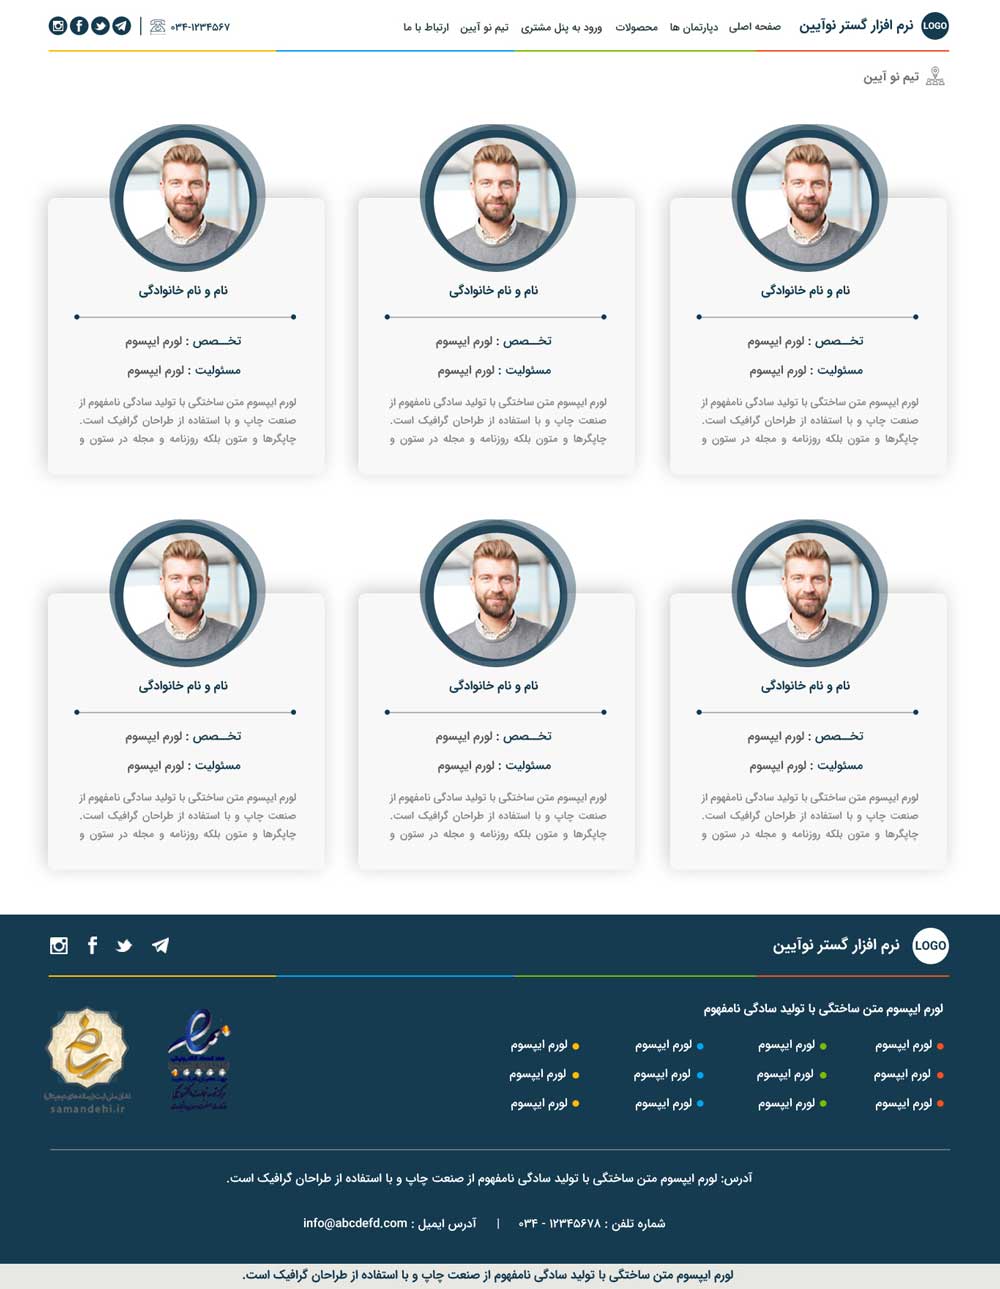 LOGO نرم افزار گستر نوآیین صفحه اصلی دپارتمان ها محصولات ورود به پنل مشتری تیم نو آیین ارتباط با ما ۰۳۴-۱۲۳۴۵۶۷
تیم نو آیین
نام و نام خانوادگی
تخــصص : لورم ایپسوم
مسئولیت : لورم ایپسوم
لورم ایپسوم متن ساختگی با تولید سادگی نامفهوم از
صنعت چاپ و با استفاده از طراحان گرافیک است.
چاپگرها و متون بلکه روزنامه و مجله در ستون و
نام و نام خانوادگی
تخــصص : لورم ایپسوم
مسئولیت : لورم ایپسوم
لورم ایپسوم متن ساختگی با تولید سادگی نامفهوم از
صنعت چاپ و با استفاده از طراحان گرافیک است.
چاپگرها و متون بلکه روزنامه و مجله در ستون و
نام و نام خانوادگی
تخــصص : لورم ایپسوم
مسئولیت : لورم ایپسوم
لورم ایپسوم متن ساختگی با تولید سادگی نامفهوم از
صنعت چاپ و با استفاده از طراحان گرافیک است.
چاپگرها و متون بلکه روزنامه و مجله در ستون و
نام و نام خانوادگی
تخــصص : لورم ایپسوم
مسئولیت : لورم ایپسوم
لورم ایپسوم متن ساختگی با تولید سادگی نامفهوم از
صنعت چاپ و با استفاده از طراحان گرافیک است.
چاپگرها و متون بلکه روزنامه و مجله در ستون و
نام و نام خانوادگی
تخــصص : لورم ایپسوم
مسئولیت : لورم ایپسوم
لورم ایپسوم متن ساختگی با تولید سادگی نامفهوم از
صنعت چاپ و با استفاده از طراحان گرافیک است.
چاپگرها و متون بلکه روزنامه و مجله در ستون و
نام و نام خانوادگی
تخــصص : لورم ایپسوم
مسئولیت : لورم ایپسوم
لورم ایپسوم متن ساختگی با تولید سادگی نامفهوم از
صنعت چاپ و با استفاده از طراحان گرافیک است.
چاپگرها و متون بلکه روزنامه و مجله در ستون و
LOGO نرم افزار گستر نوآیین
لورم ایپسوم متن ساختگی با تولید سادگی نامفهوم
لورم ایپسوم لورم ایپسوم لورم ایپسوم لورم ایپسوم
لورم ایپسوم لورم ایپسوم لورم ایپسوم لورم ایپسوم
لورم ایپسوم لورم ایپسوم لورم ایپسوم لورم ایپسوم
samandehi.ir
آدرس: لورم ایپسوم متن ساختگی با تولید سادگی نامفهوم از صنعت چاپ و با استفاده از طراحان گرافیک است.
شماره تلفن : ۱۲۳۴۵۶۷۸ - ۰۳۴ | آدرس ایمیل : info@abcdefd.com
لورم ایپسوم متن ساختگی با تولید سادگی نامفهوم از صنعت چاپ و با استفاده از طراحان گرافیک است.